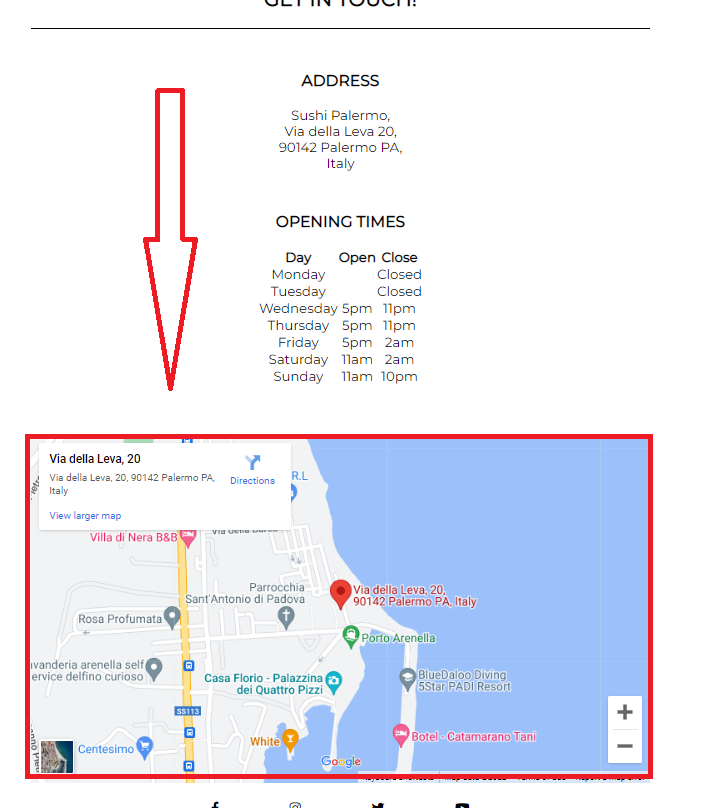 GET IN TOUCH!
ADDRESS
Sushi Palermo,
Via della Leva 20,
90142 Palermo PA,
Italy
OPENING TIMES
Day Open Close
Monday Closed
Tuesday Closed
Wednesday 5pm 11pm
Thursday 5pm 11pm
Friday 5pm 2am
Saturday 11am 2am
Sunday 11am 10pm
Via della Leva, 20
Via della Leva, 20, 90142 Palermo PA,
Italy
Directions
View larger map
R.L
Villa di Nera B&B
Via della
Via della Leva, 20,
90142 Palermo PA, Italy
Parrocchia
Sant'Antonio di Padova
Rosa Profumata
Porto Arenella
avanderia arenella self
ervice delfino curioso
Casa Florio - Palazzina
dei Quattro Pizzi
BlueDaloo Diving
5Star PADI Resort
SS113
White
Botel - Catamarano Tani
Centesimo
Google